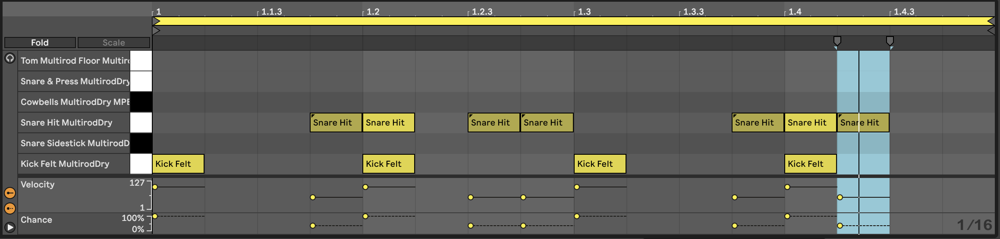 1 1.1.3 1.2 1.2.3 1.3 1.3.3 1.4 1.4.3
Fold Scale
Tom Multirod Floor Multiro
Snare & Press MultirodDry
Cowbells MultirodDry MPE
Snare Hit MultirodDry Snare Hit Snare Hit Snare Hit Snare Hit Snare Hit Snare Hit Snare Hit
Snare Sidestick MultirodD
Kick Felt MultirodDry Kick Felt Kick Felt Kick Felt Kick Felt
Velocity 127
1
Chance 100%
0%
1/16